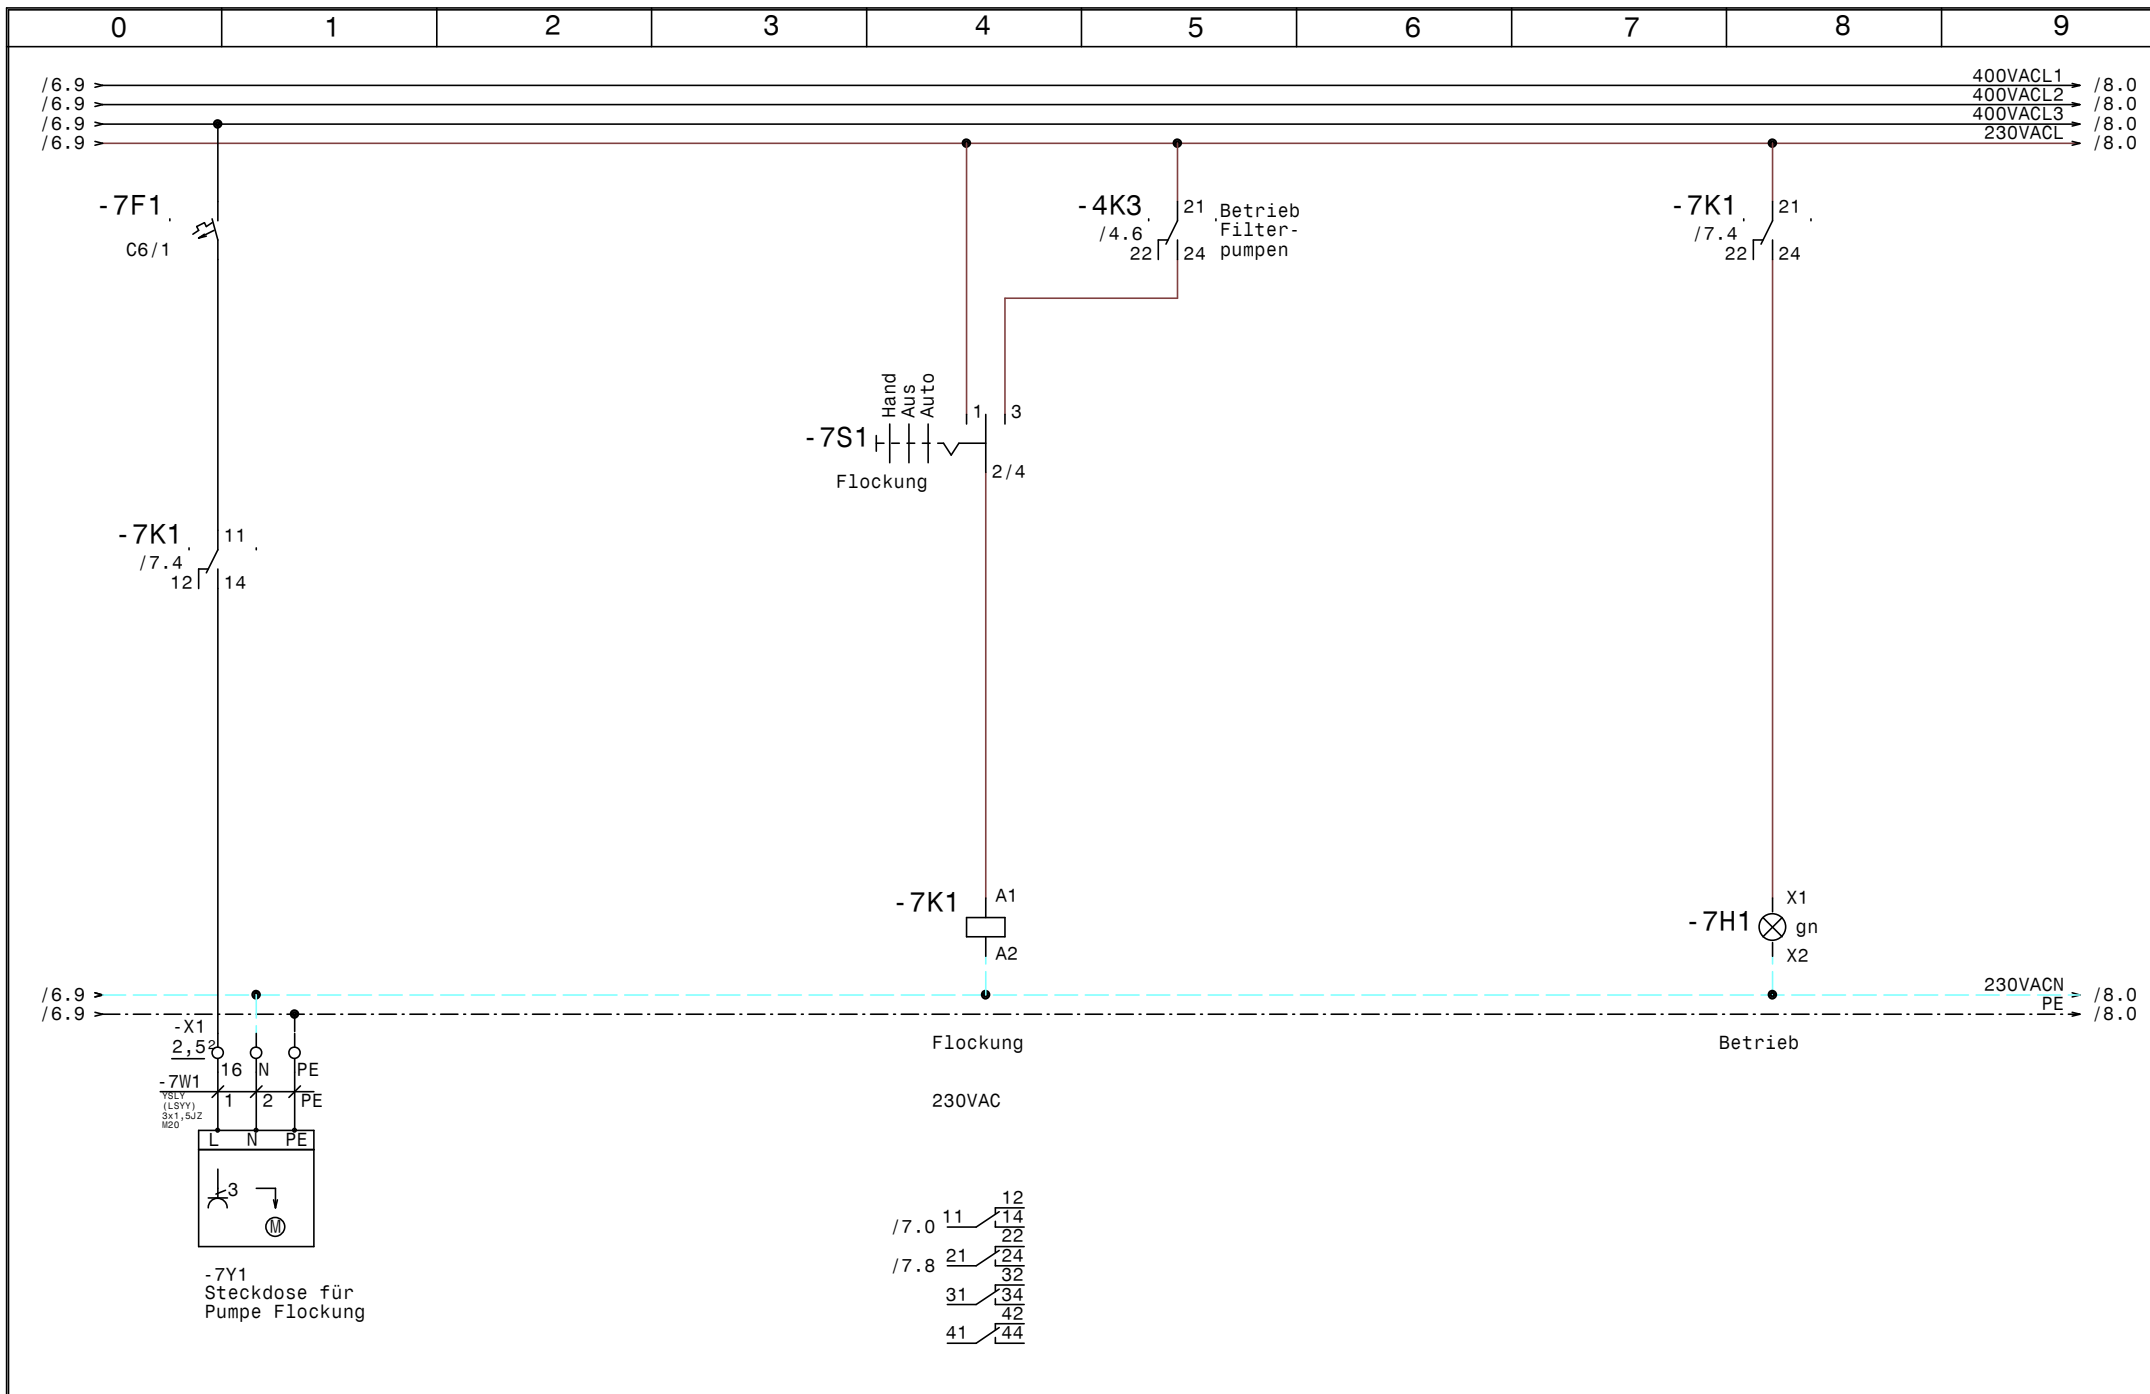 0 1 2 3 4 5 6 7 8 9
/6.9 400VACL1 /8.0
/6.9 400VACL2 /8.0
/6.9 400VACL3 /8.0
/6.9 230VACL /8.0
-7F1
C6/1
-4K3 21 Betrieb
/4.6 Filter-
22 24 pumpen
-7K1 21
/7.4
22 24
Hand
Aus
Auto
1 3
-7S1
2/4
Flockung
-7K1 11
/7.4
12 14
-7K1 A1
A2
-7H1 X1
gn
X2
/6.9 230VACN /8.0
/6.9 PE /8.0
-X1
2,5²
16 N PE
-7W1
YSLY
(LSYY)
3x1,5JZ
M20
1 2 PE
L N PE
3
M
-7Y1
Steckdose für
Pumpe Flockung
Flockung
230VAC
Betrieb
12
/7.0 11 14
22
/7.8 21 24
32
31 34
42
41 44